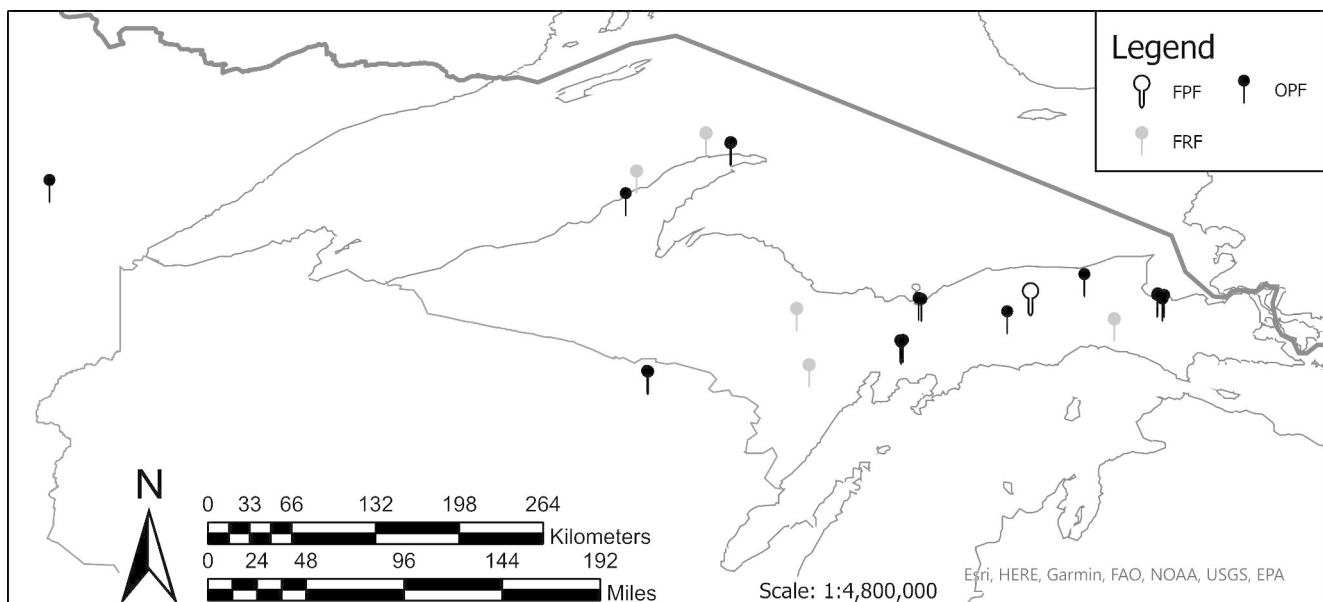 Legend
FPF OPF
FRF
N
0 33 66 132 198 264
Kilometers
0 24 48 96 144 192
Miles
Scale: 1:4,800,000
Esri, HERE, Garmin, FAO, NOAA, USGS, EPA